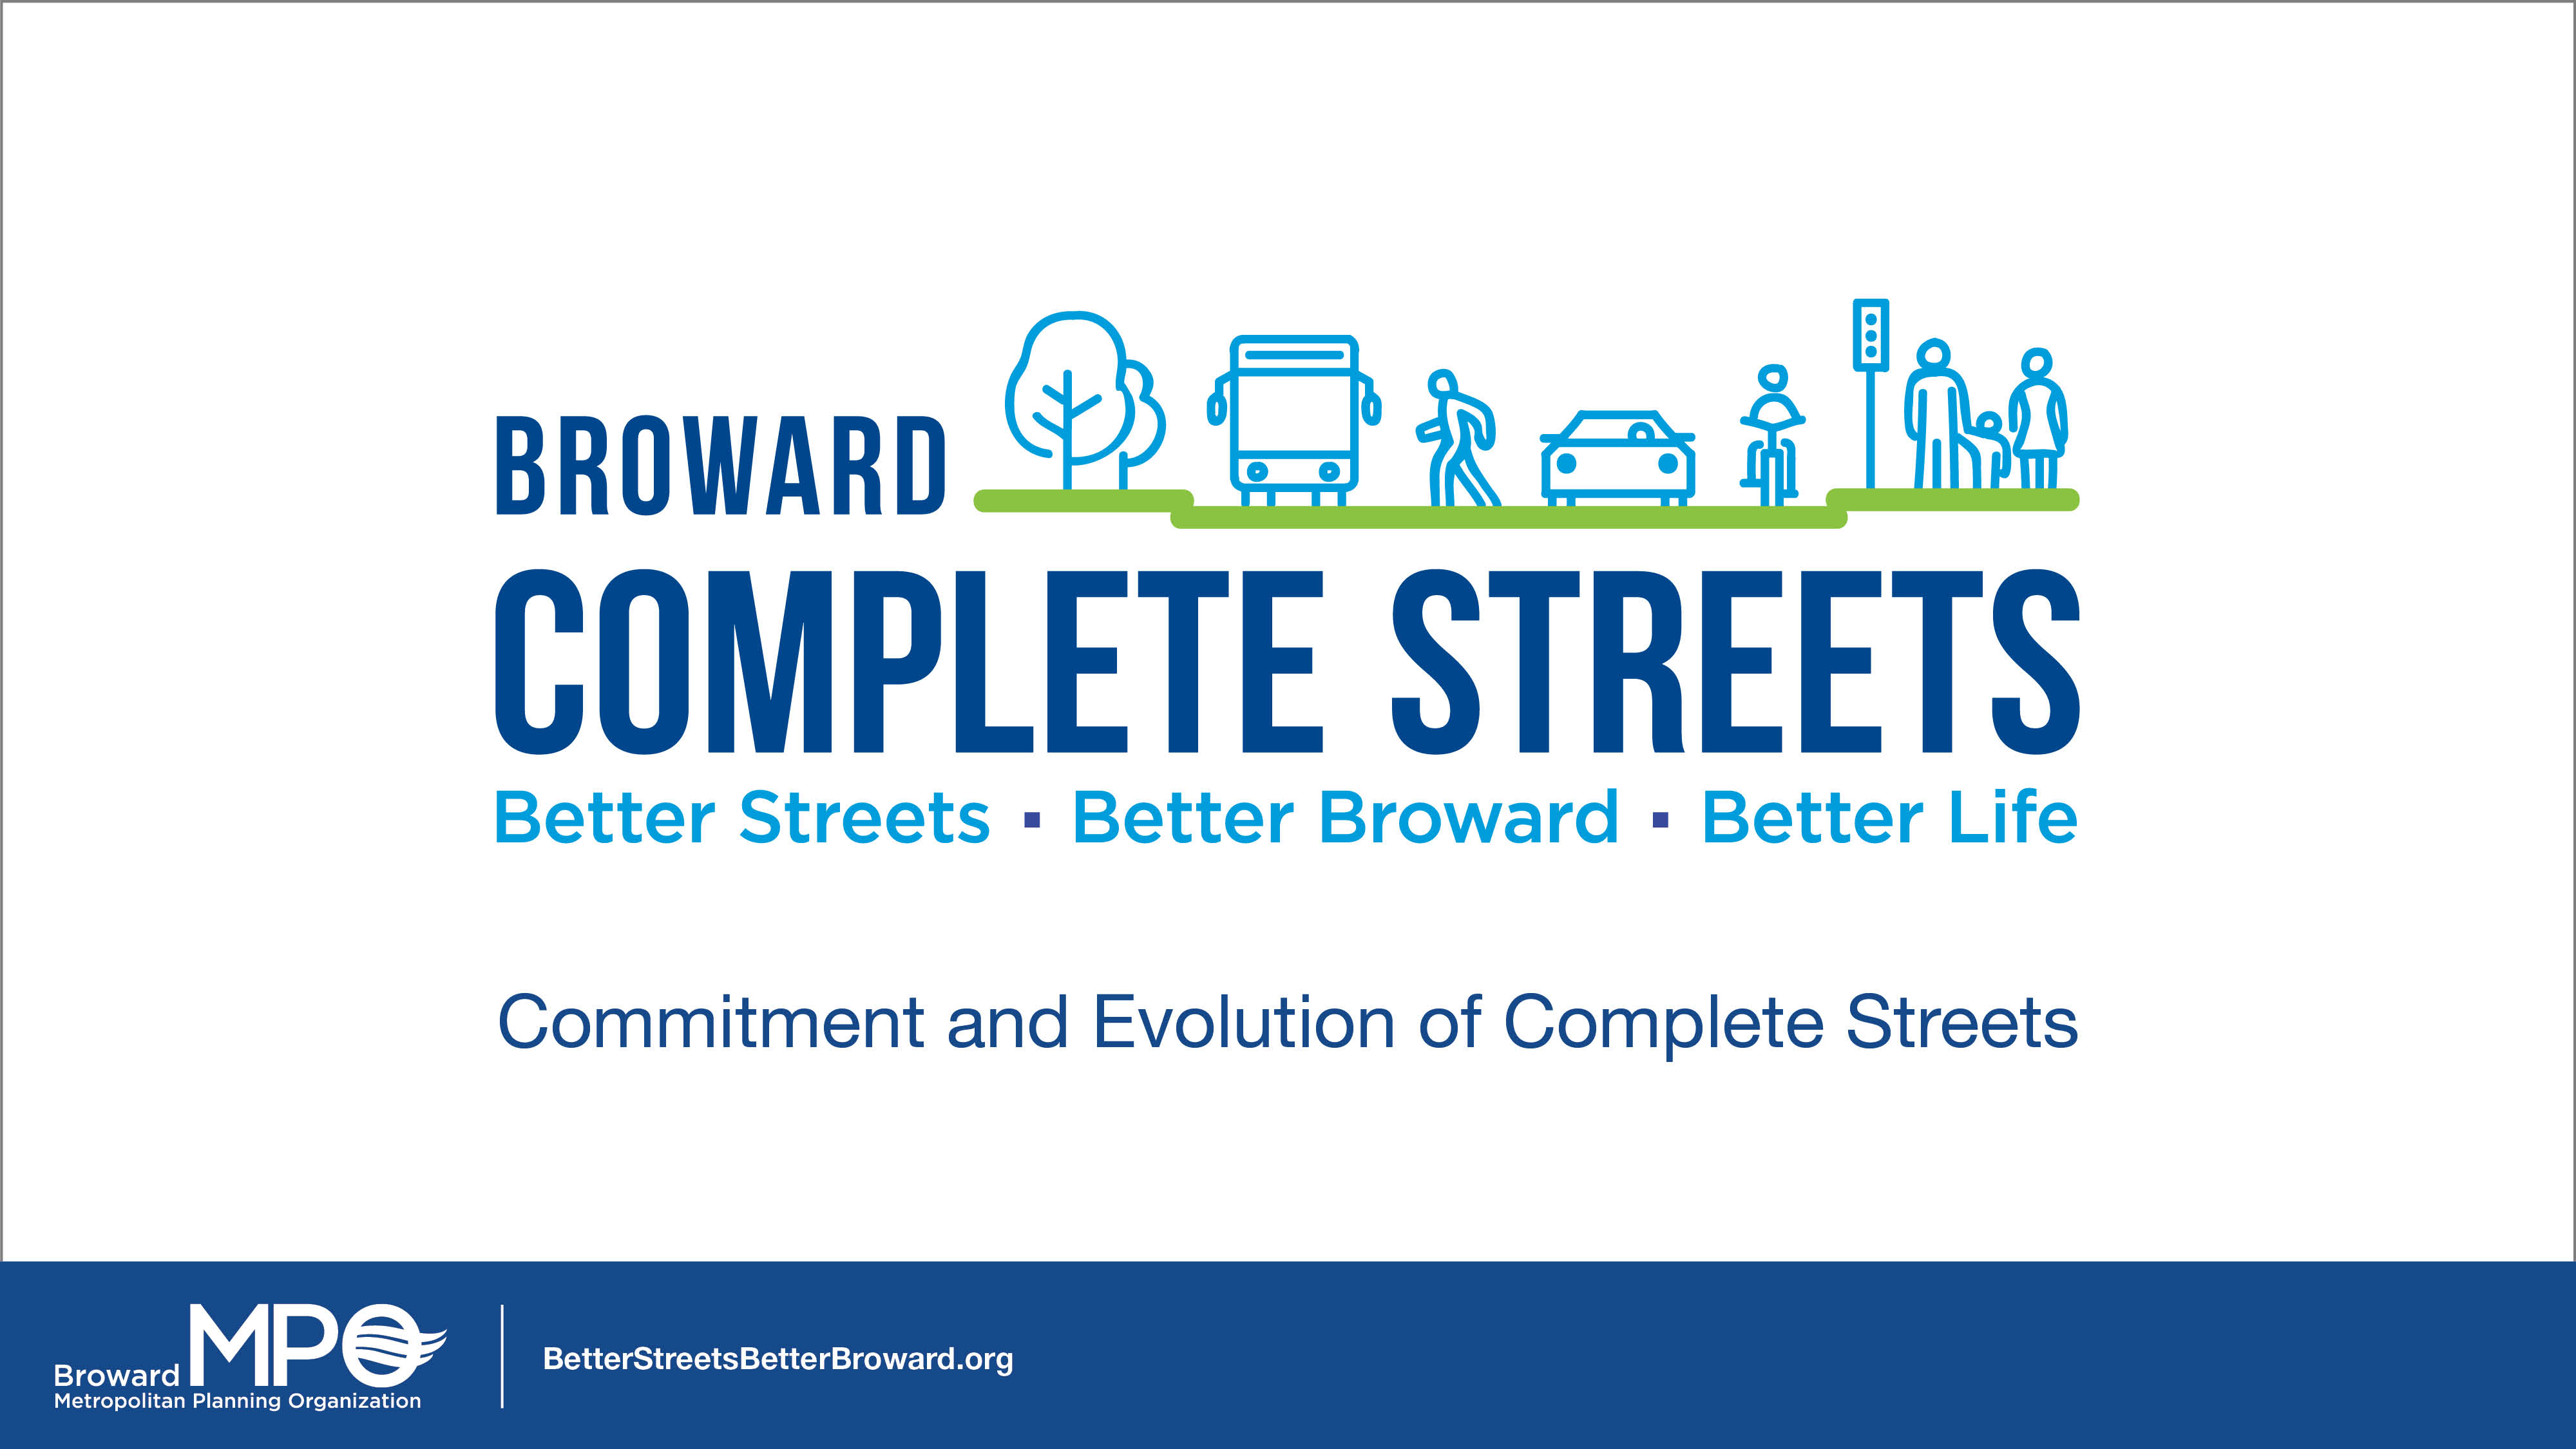 BROWARD
COMPLETE STREETS
Better Streets ▪ Better Broward ▪ Better Life
Commitment and Evolution of Complete Streets
Broward MPO
Metropolitan Planning Organization
BetterStreetsBetterBroward.org